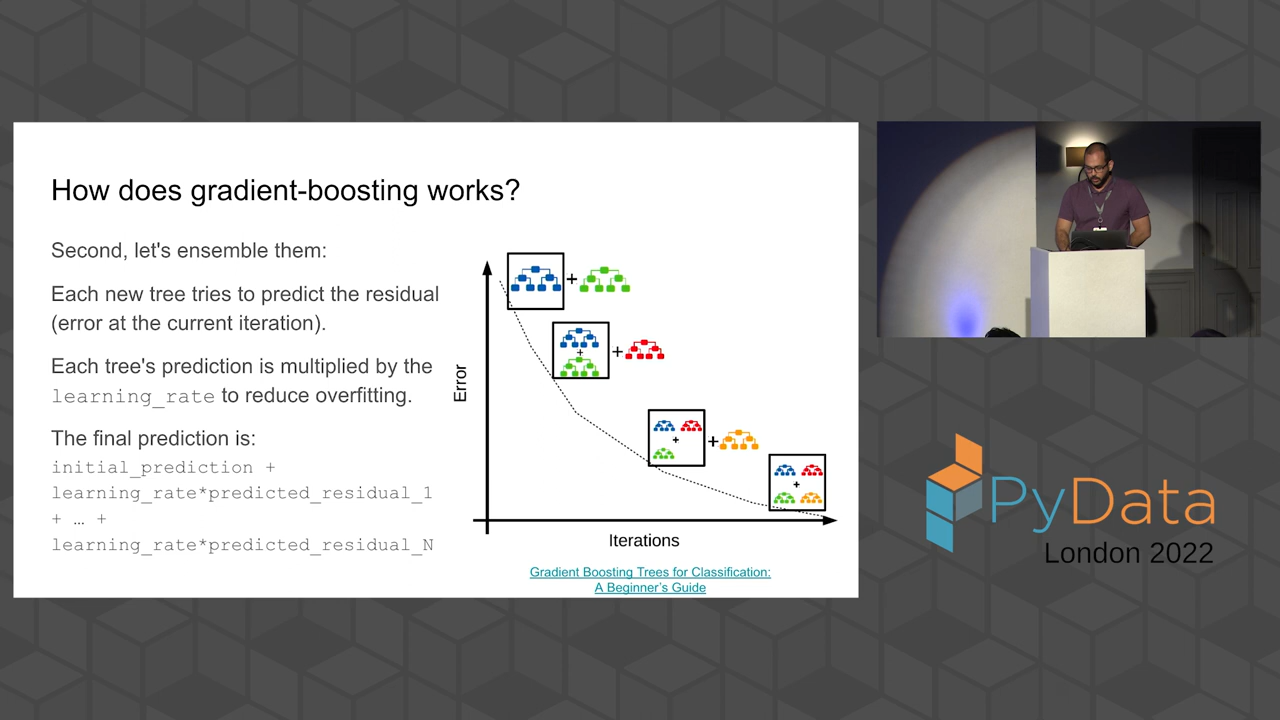 How does gradient-boosting works?
Second, let's ensemble them:
Each new tree tries to predict the residual
(error at the current iteration).
Each tree's prediction is multiplied by the
learning_rate to reduce overfitting.
The final prediction is:
initial_prediction +
learning_rate*predicted_residual_1
+ … +
learning_rate*predicted_residual_N
Error
+
+
+
+
+
+
Iterations
Gradient Boosting Trees for Classification:
A Beginner's Guide
PyData
London 2022